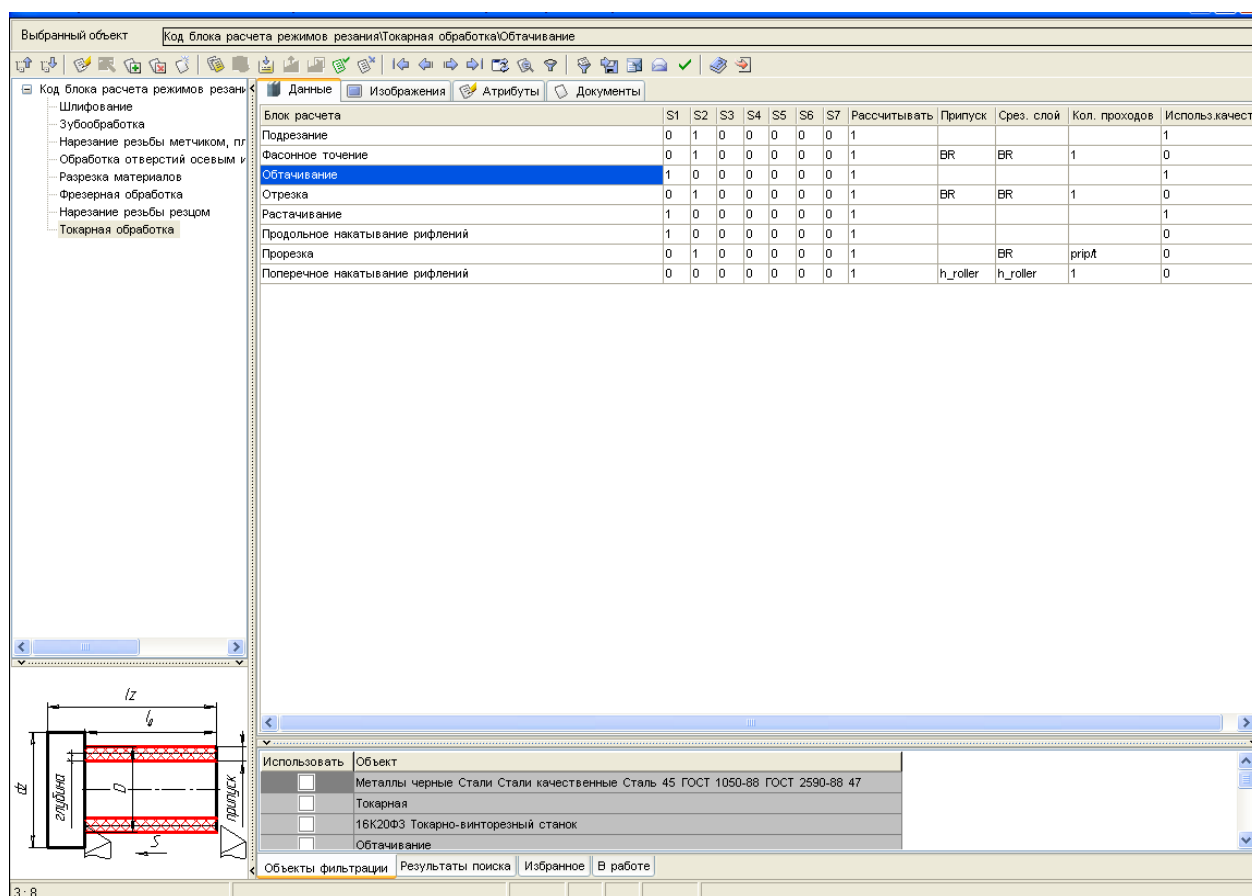 Выбранный объект Код блока расчета режимов резания\Токарная обработка\Обтачивание
Код блока расчета режимов резани
Шлифование
Зубообработка
Нарезание резьбы метчиком, пл
Обработка отверстий осевым и
Разрезка материалов
Фрезерная обработка
Нарезание резьбы резцом
Токарная обработка
Данные Изображения Атрибуты Документы
Блок расчета S1 S2 S3 S4 S5 S6 S7 Рассчитывать Припуск Срез. слой Кол. проходов Использ.качест
Подрезание 0 1 0 0 0 0 0 1 1
Фасонное точение 0 1 0 0 0 0 0 1 BR BR 1 0
Обтачивание 1 0 0 0 0 0 0 1 1
Отрезка 0 1 0 0 0 0 0 1 BR BR 1 0
Растачивание 1 0 0 0 0 0 0 1 1
Продольное накатывание рифлений 1 0 0 0 0 0 0 1 0
Прорезка 0 1 0 0 0 0 0 1 BR prip/t 0
Поперечное накатывание рифлений 0 0 0 0 0 0 0 1 h_roller h_roller 1 0
lz
dz
глубина
D
припуск
S
Использовать Объект
Металлы черные Стали Стали качественные Сталь 45 ГОСТ 1050-88 ГОСТ 2590-88 47
Токарная
16К20Ф3 Токарно-винторезный станок
Обтачивание
Объекты фильтрации Результаты поиска Избранное В работе
3 : 8